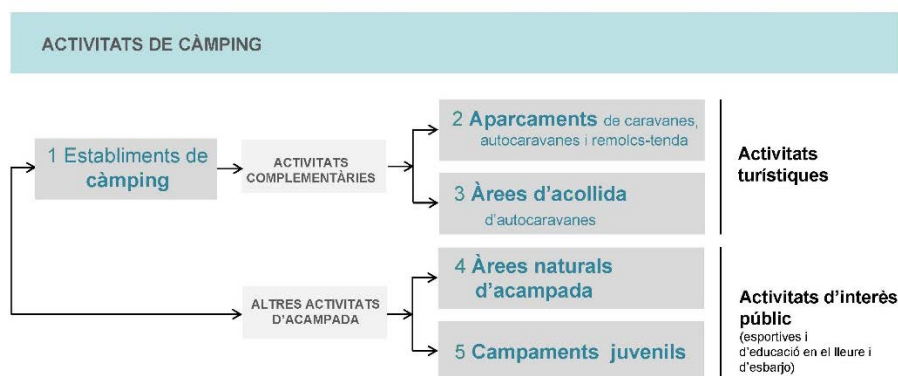 ACTIVITATS DE CÀMPING
1 Establiments de
càmping
ACTIVITATS
COMPLEMENTÀRIES
2 Aparcaments de caravanes,
autocaravanes i remolcs-tenda
3 Àrees d'acollida
d'autocaravanes
Activitats
turístiques
ALTRES ACTIVITATS
D'ACAMPADA
4 Àrees naturals
d'acampada
5 Campaments juvenils
Activitats d'interès
públic
(esportives i
d'educació en el lleure i
d'esbarjo)